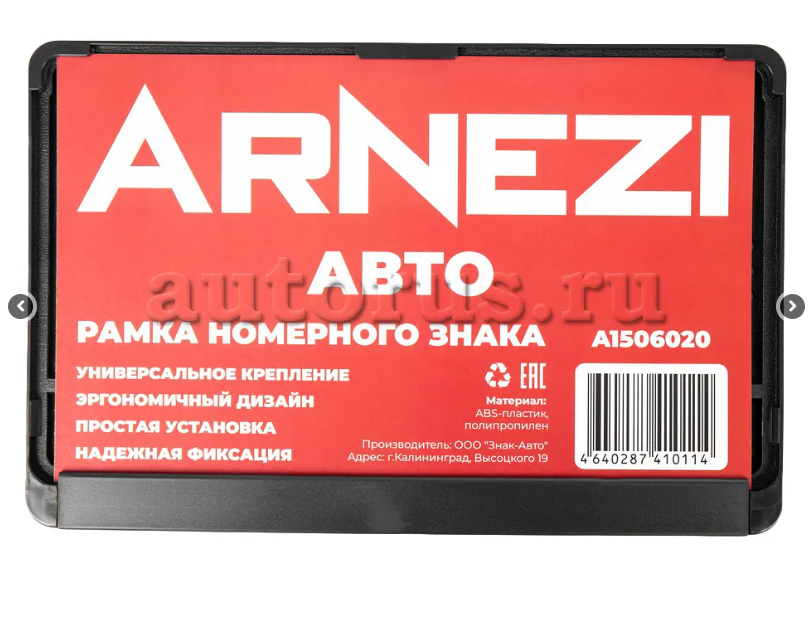 ARNEZI
АВТО
autorus.ru
РАМКА НОМЕРНОГО ЗНАКА A1506020
УНИВЕРСАЛЬНОЕ КРЕПЛЕНИЕ
ЭРГОНОМИЧНЫЙ ДИЗАЙН
ПРОСТАЯ УСТАНОВКА
НАДЕЖНАЯ ФИКСАЦИЯ
EAC
Материал:
ABS-пластик,
полипропилен
Производитель: ООО "Знак-Авто"
Адрес: г.Калининград, Высоцкого 19
4 640287 410114